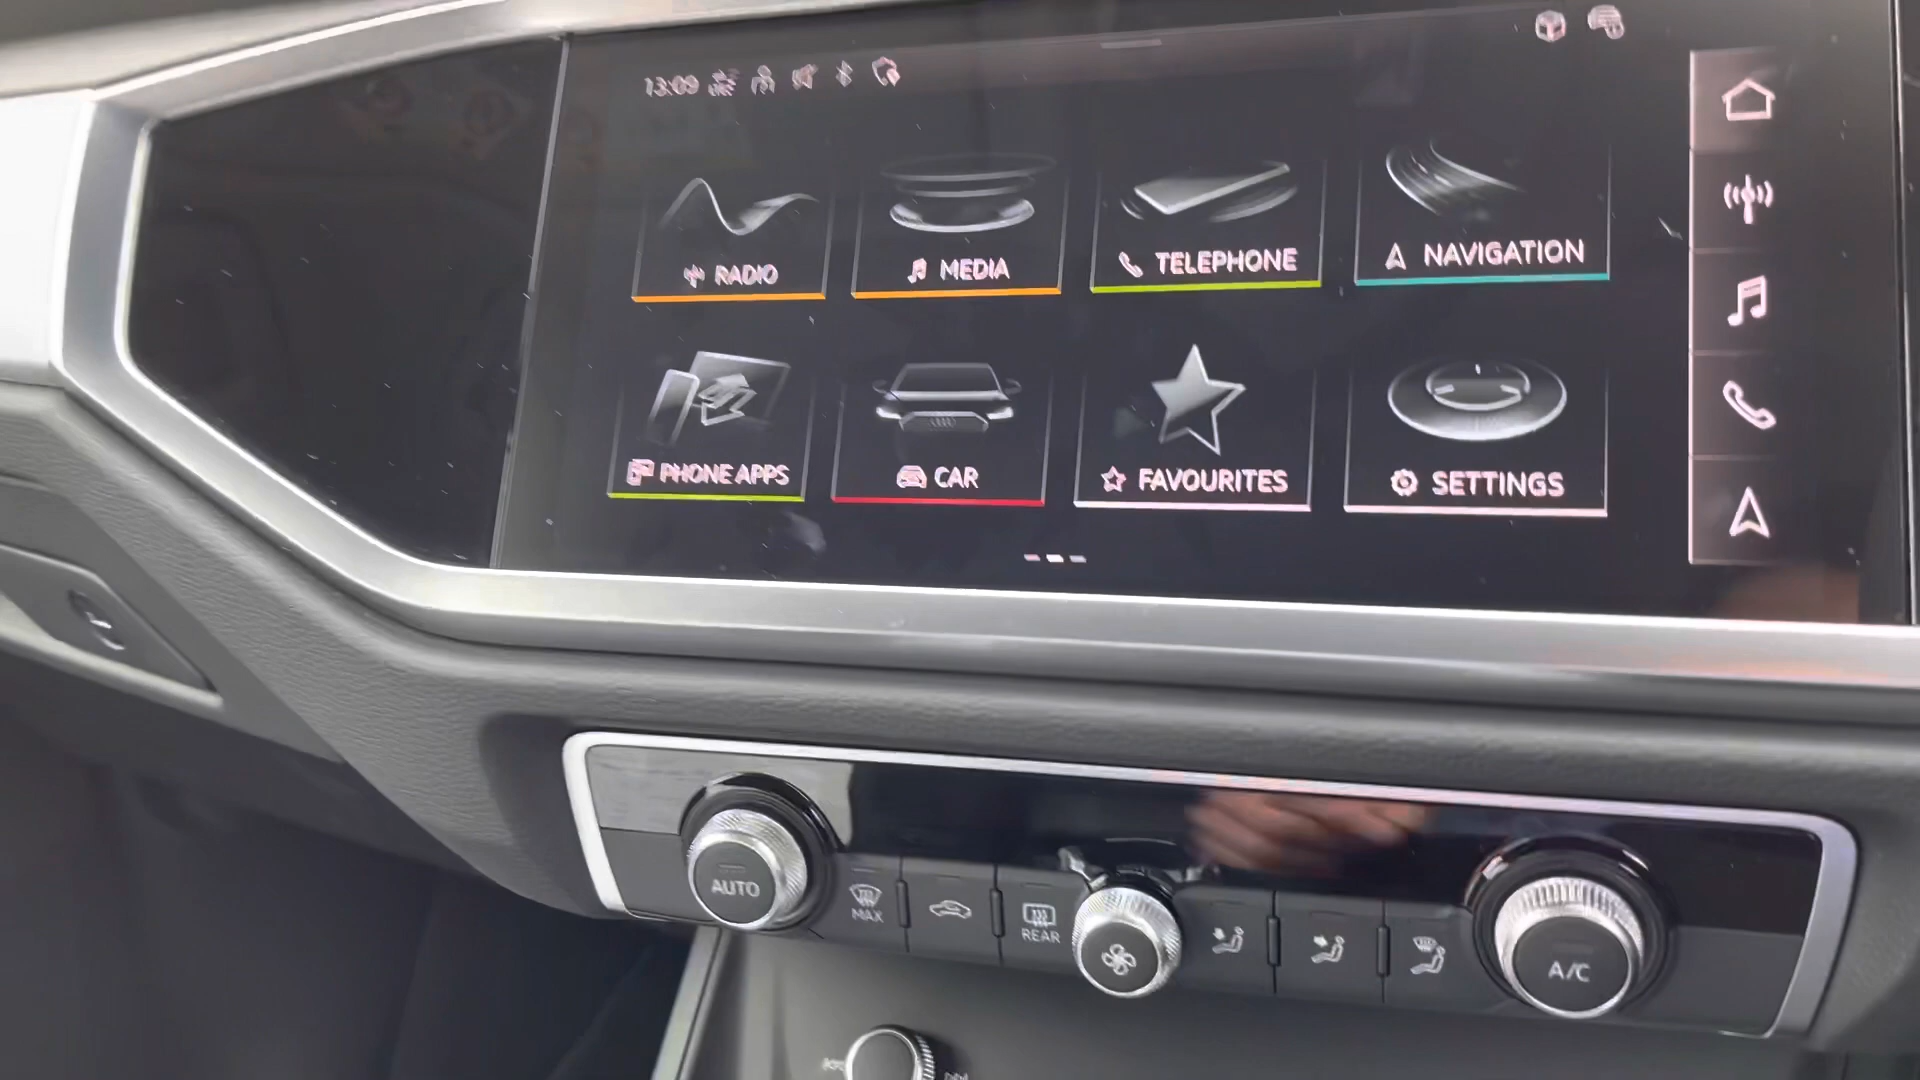 13:09
RADIO
MEDIA
TELEPHONE
NAVIGATION
PHONE APPS
CAR
FAVOURITES
SETTINGS
AUTO
MAX
REAR
A/C